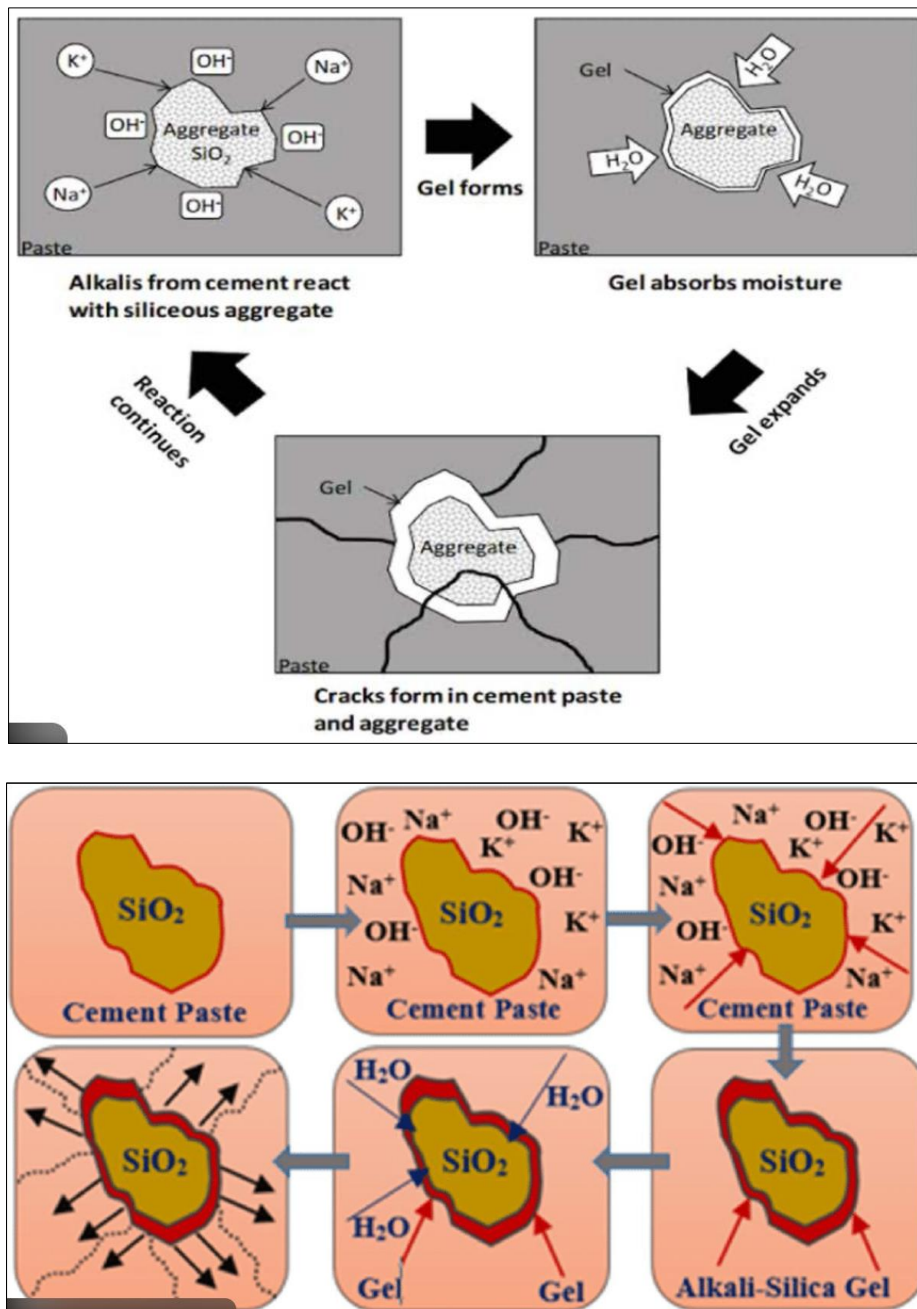 K⁺
OH⁻
Na⁺
OH⁻
Aggregate
SiO₂
OH⁻
Na⁺
OH⁻
K⁺
Paste
Alkalis from cement react
with siliceous aggregate
Gel forms
Gel
H₂O
Aggregate
H₂O
H₂O
Paste
Gel absorbs moisture
Gel expands
Gel
Aggregate
Paste
Cracks form in cement paste
and aggregate
Reaction
continues
SiO₂
Cement Paste
OH⁻ Na⁺ OH⁻ K⁺
K⁺
Na⁺ OH⁻
SiO₂
OH⁻ K⁺
Na⁺ Na⁺
Cement Paste
Na⁺ OH⁻ K⁺
OH⁻ K⁺
Na⁺ OH⁻
SiO₂
OH⁻ K⁺
Na⁺ Na⁺
Cement Paste
SiO₂
Alkali-Silica Gel
H₂O
H₂O
SiO₂
H₂O
Gel Gel
SiO₂